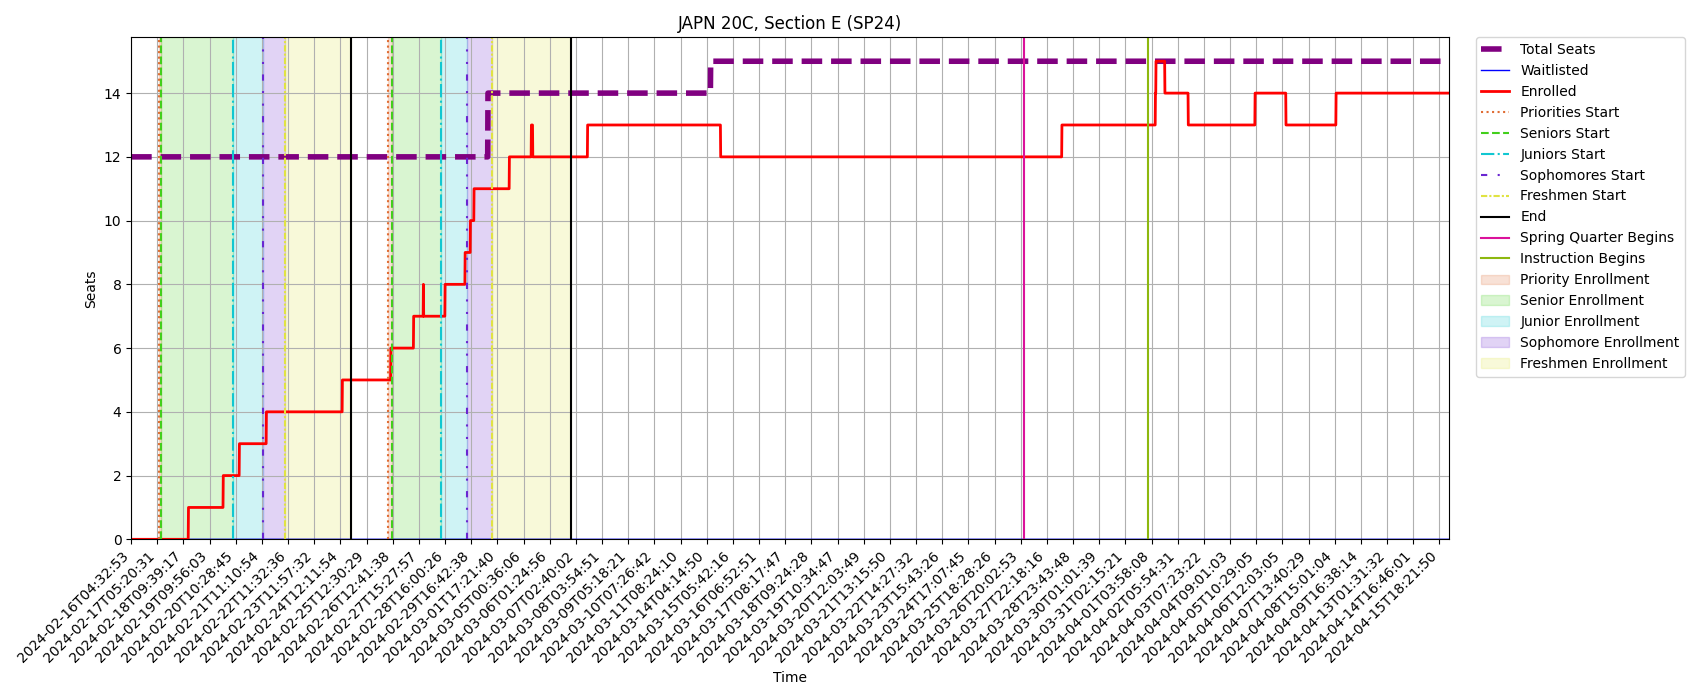 JAPN 20C, Section E (SP24)
Seats
14
12
10
8
6
4
2
0
2024-02-16T04:32:53
2024-02-17T05:20:31
2024-02-18T09:39:17
2024-02-19T09:56:03
2024-02-20T10:28:45
2024-02-21T11:10:54
2024-02-22T11:32:36
2024-02-23T11:57:32
2024-02-24T12:11:54
2024-02-25T12:30:29
2024-02-26T12:41:38
2024-02-27T15:27:57
2024-02-28T16:00:26
2024-02-29T16:42:38
2024-03-01T17:21:40
2024-03-05T00:36:06
2024-03-06T01:24:56
2024-03-07T02:40:02
2024-03-08T03:54:51
2024-03-09T05:18:21
2024-03-10T07:26:42
2024-03-11T08:24:10
2024-03-14T04:14:50
2024-03-15T05:42:16
2024-03-16T06:52:51
2024-03-17T08:17:47
2024-03-18T09:24:28
2024-03-19T10:34:47
2024-03-20T12:03:49
2024-03-21T13:15:50
2024-03-22T14:27:32
2024-03-23T15:43:26
2024-03-24T17:07:45
2024-03-25T18:28:26
2024-03-26T20:02:53
2024-03-27T22:18:16
2024-03-28T23:43:48
2024-03-30T01:01:39
2024-03-31T02:15:21
2024-04-01T03:58:08
2024-04-02T05:54:31
2024-04-03T07:23:22
2024-04-04T09:01:03
2024-04-05T10:29:05
2024-04-06T12:03:05
2024-04-07T13:40:29
2024-04-08T15:01:04
2024-04-09T16:38:14
2024-04-13T01:31:32
2024-04-14T16:46:01
2024-04-15T18:21:50
Time
Total Seats
Waitlisted
Enrolled
Priorities Start
Seniors Start
Juniors Start
Sophomores Start
Freshmen Start
End
Spring Quarter Begins
Instruction Begins
Priority Enrollment
Senior Enrollment
Junior Enrollment
Sophomore Enrollment
Freshmen Enrollment